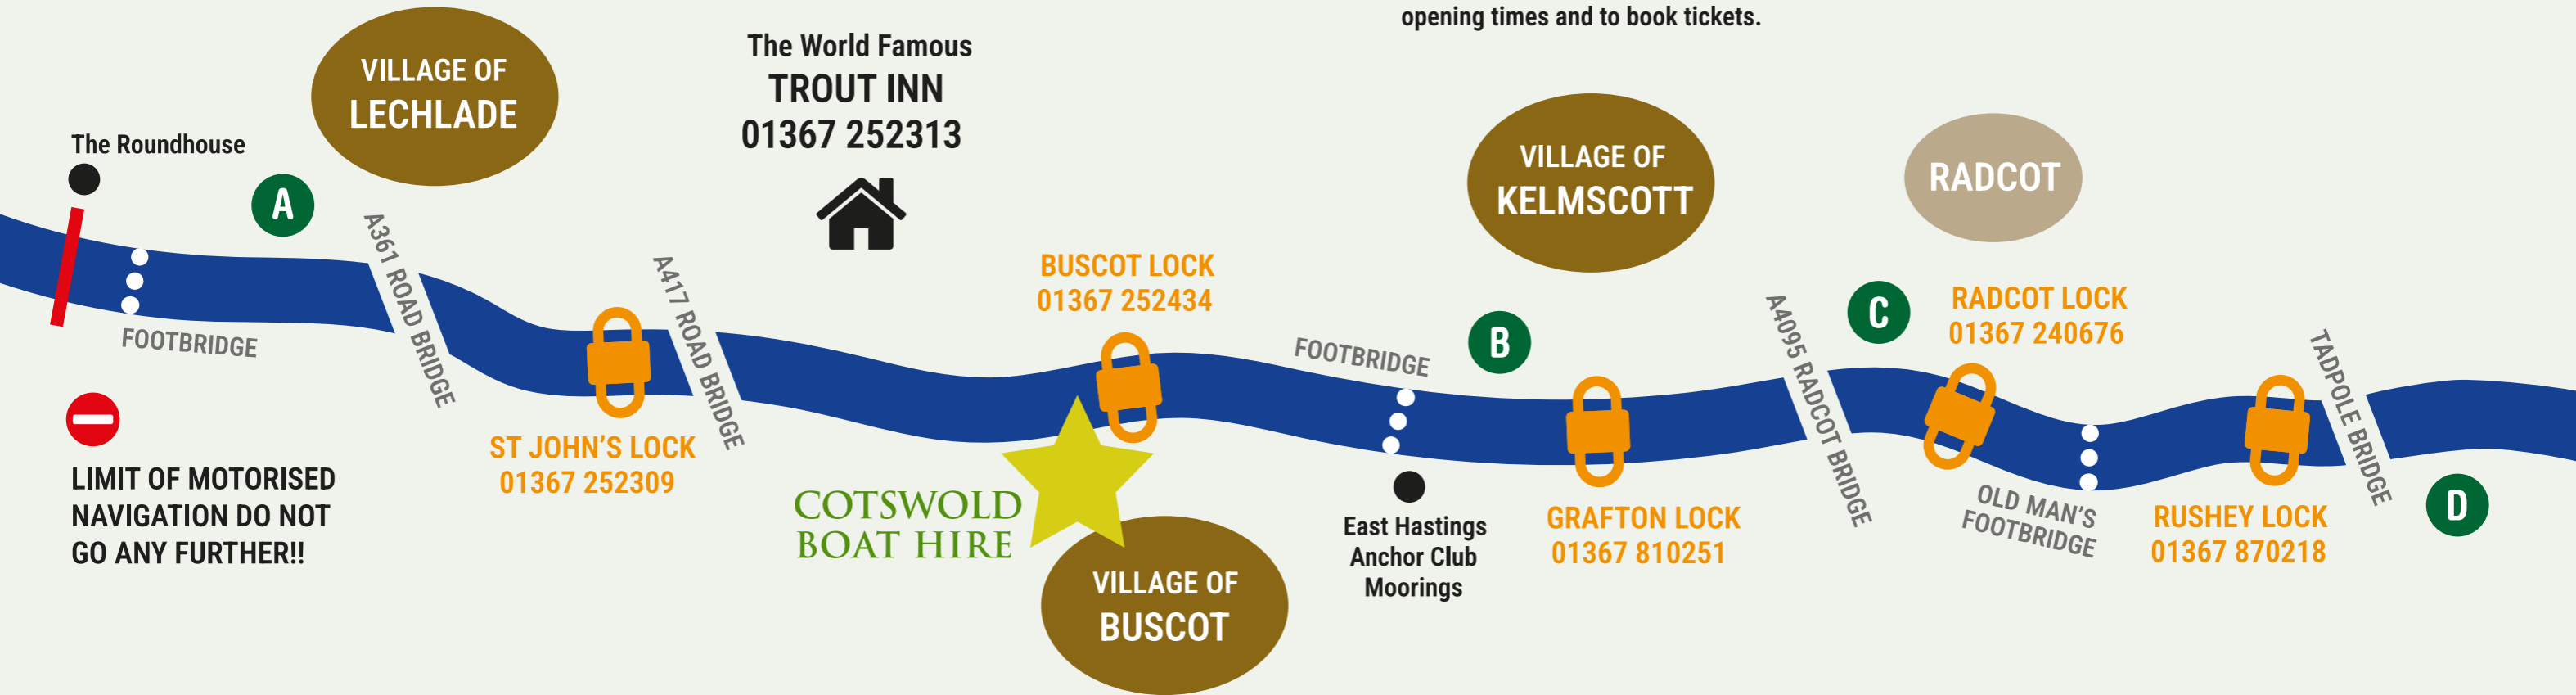 opening times and to book tickets.
VILLAGE OF
LECHLADE
The World Famous
TROUT INN
01367 252313
The Roundhouse
A
VILLAGE OF
KELMSCOTT
RADCOT
A361 ROAD BRIDGE
A417 ROAD BRIDGE
BUSCOT LOCK
01367 252434
FOOTBRIDGE
FOOTBRIDGE
B
A4095 RADCOT BRIDGE
C
RADCOT LOCK
01367 240676
TADPOLE BRIDGE
LIMIT OF MOTORISED
NAVIGATION DO NOT
GO ANY FURTHER!!
ST JOHN'S LOCK
01367 252309
COTSWOLD
BOAT HIRE
VILLAGE OF
BUSCOT
East Hastings
Anchor Club
Moorings
GRAFTON LOCK
01367 810251
OLD MAN'S
FOOTBRIDGE
RUSHEY LOCK
01367 870218
D